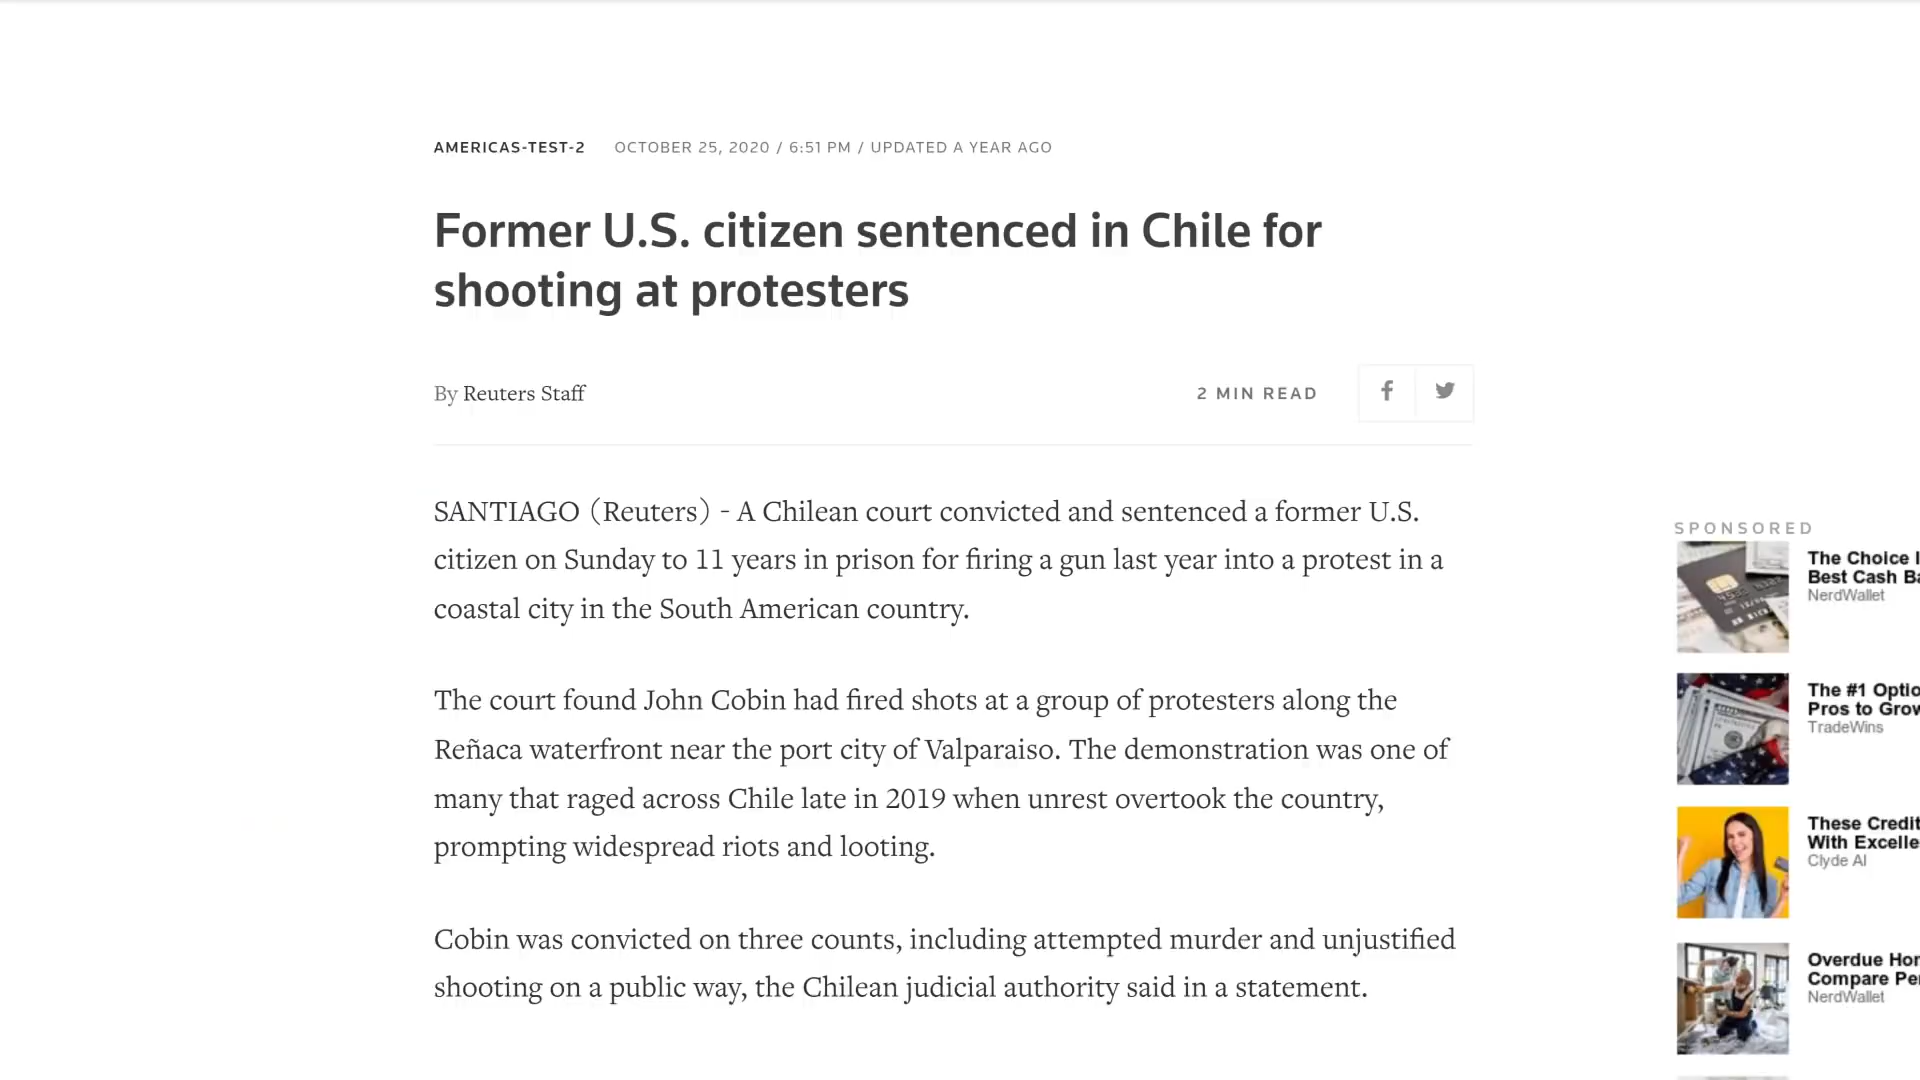 AMERICAS-TEST-2 OCTOBER 25, 2020 / 6:51 PM / UPDATED A YEAR AGO
Former U.S. citizen sentenced in Chile for
shooting at protesters
By Reuters Staff
2 MIN READ
SANTIAGO (Reuters) - A Chilean court convicted and sentenced a former U.S.
citizen on Sunday to 11 years in prison for firing a gun last year into a protest in a
coastal city in the South American country.
The court found John Cobin had fired shots at a group of protesters along the
Reñaca waterfront near the port city of Valparaiso. The demonstration was one of
many that raged across Chile late in 2019 when unrest overtook the country,
prompting widespread riots and looting.
Cobin was convicted on three counts, including attempted murder and unjustified
shooting on a public way, the Chilean judicial authority said in a statement.
SPONSORED
The Choice
Best Cash
NerdWallet
The #1
Pros to
TradeWins
These
With
Clyde AI
Overdue
Compare
NerdWallet